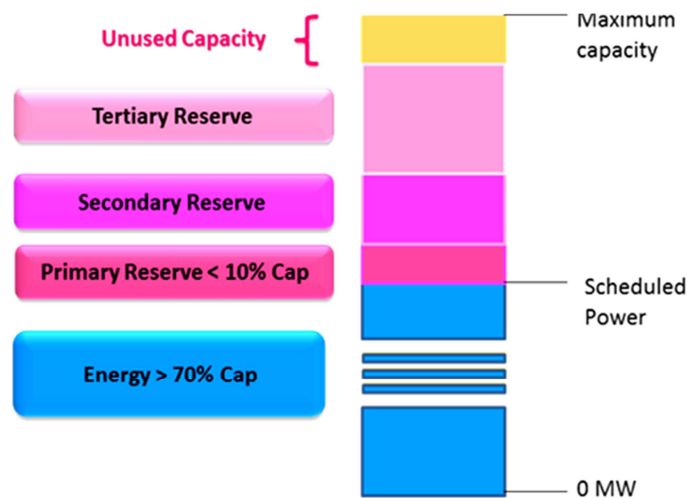 Unused Capacity
Maximum
capacity
Tertiary Reserve
Secondary Reserve
Primary Reserve < 10% Cap
Scheduled
Power
Energy > 70% Cap
0 MW